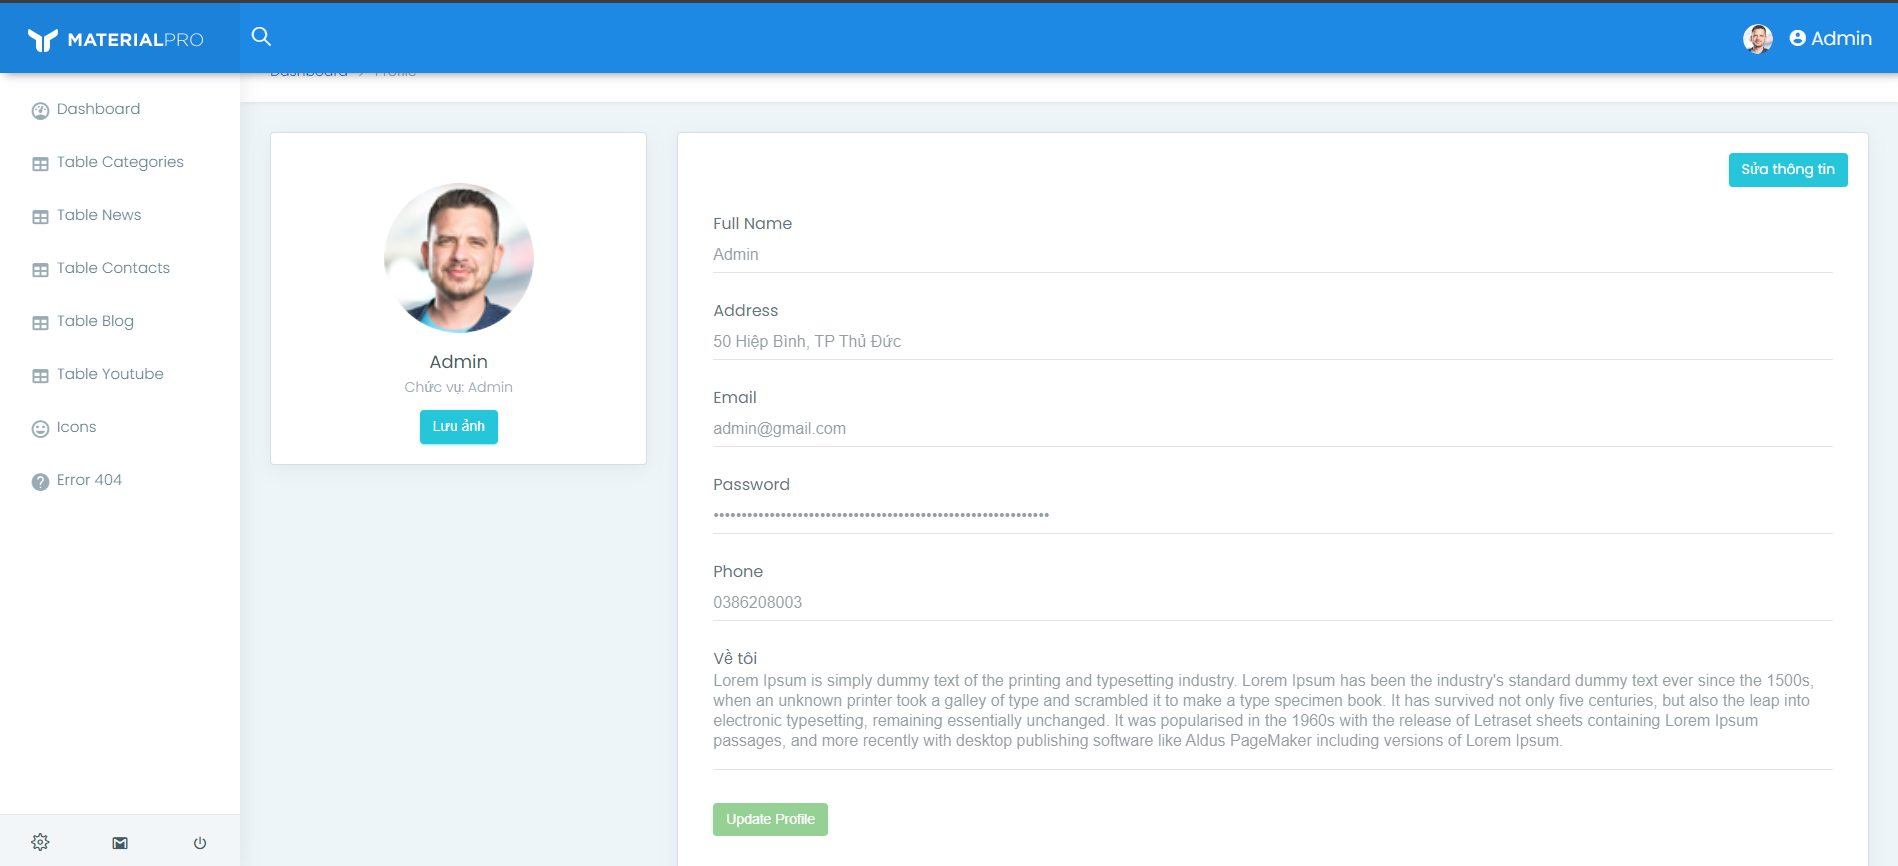 MATERIALPRO
Admin
Dashboard > Profile
Dashboard
Table Categories
Table News
Table Contacts
Table Blog
Table Youtube
Icons
Error 404
Admin
Chức vụ: Admin
Lưu ảnh
Sửa thông tin
Full Name
Admin
Address
50 Hiệp Bình, TP Thủ Đức
Email
admin@gmail.com
Password
••••••••••••••••••••••••••••••••••••••••••••••••••••••••••••
Phone
0386208003
Về tôi
Lorem Ipsum is simply dummy text of the printing and typesetting industry. Lorem Ipsum has been the industry's standard dummy text ever since the 1500s,
when an unknown printer took a galley of type and scrambled it to make a type specimen book. It has survived not only five centuries, but also the leap into
electronic typesetting, remaining essentially unchanged. It was popularised in the 1960s with the release of Letraset sheets containing Lorem Ipsum
passages, and more recently with desktop publishing software like Aldus PageMaker including versions of Lorem Ipsum.
Update Profile